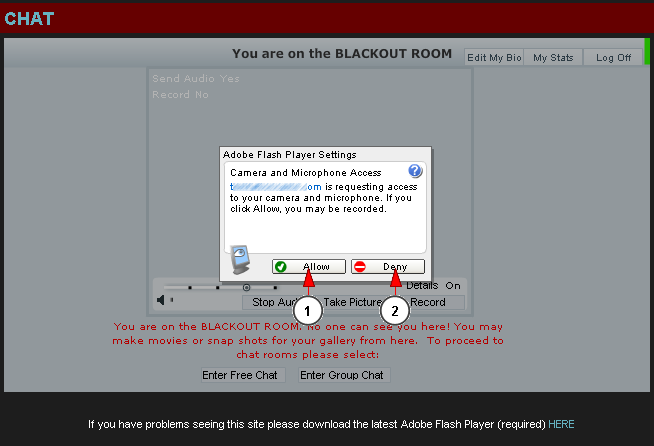 CHAT
You are on the BLACKOUT ROOM
Edit My Bio
My Stats
Log Off
Send Audio Yes
Record No
Adobe Flash Player Settings
Camera and Microphone Access
om is requesting access
to your camera and microphone. If you
click Allow, you may be recorded.
Allow
Deny
Details On
Stop
Take Picture
Record
1
2
You are on the BLACKOUT ROOM. No one can see you here! You may
make movies or snap shots for your gallery from here. To proceed to
chat rooms please select:
Enter Free Chat
Enter Group Chat
If you have problems seeing this site please download the latest Adobe Flash Player (required) HERE